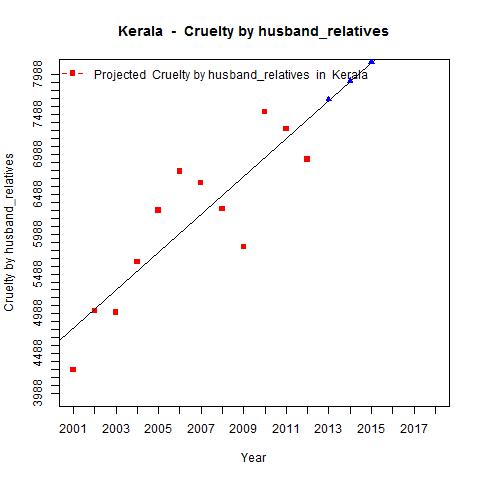 Kerala - Cruelty by husband_relatives
Projected Cruelty by husband_relatives in Kerala
7988
7488
6988
6488
5988
5488
4988
4488
3988
Cruelty by husband_relatives
2001 2003 2005 2007 2009 2011 2013 2015 2017
Year